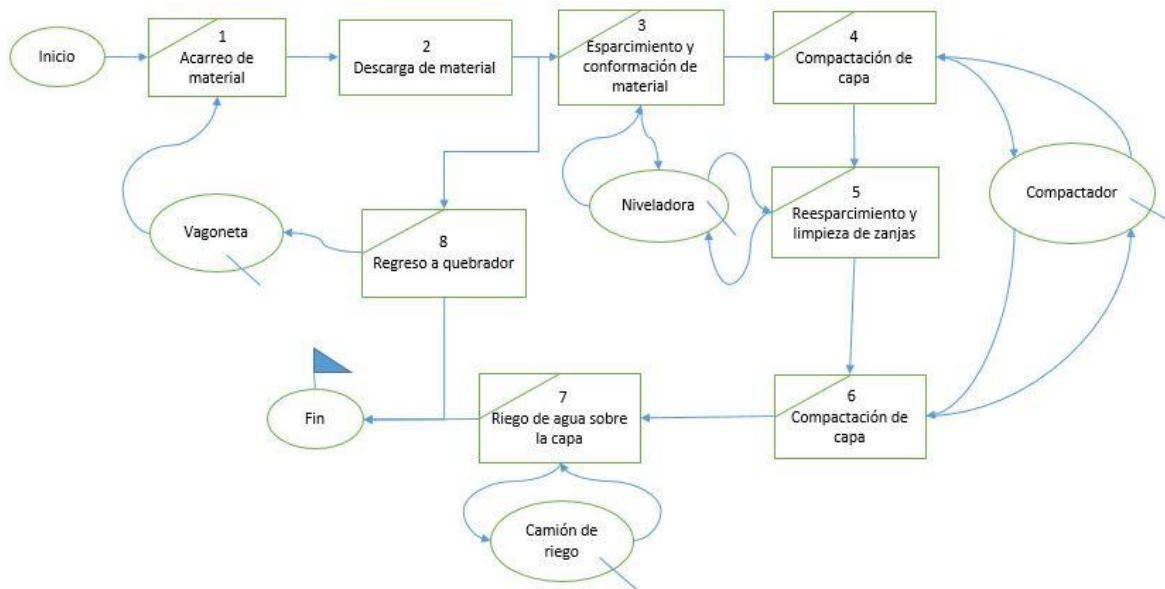 Inicio
1
Acarreo de
material
2
Descarga de material
3
Esparcimiento y
conformación de
material
4
Compactación de
capa
Niveladora
5
Reesparcimiento y
limpieza de zanjas
Compactador
Vagoneta
8
Regreso a quebrador
Fin
7
Riego de agua sobre
la capa
6
Compactación de
capa
Camión de
riego